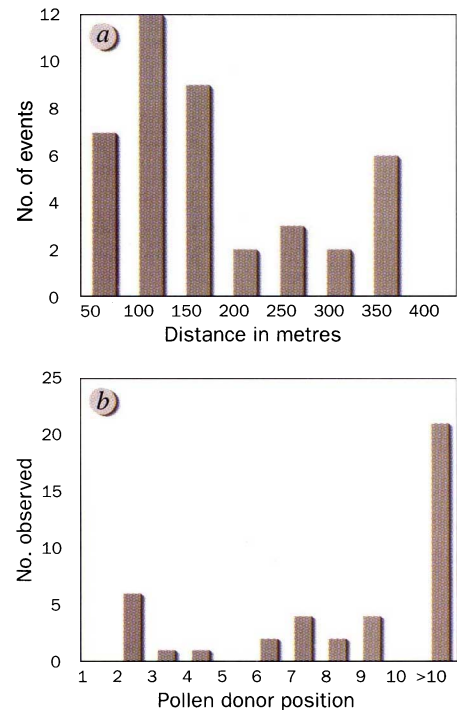 a
12
10
8
6
4
2
0
No. of events
50 100 150 200 250 300 350 400
Distance in metres
b
25
20
15
10
5
0
No. observed
1 2 3 4 5 6 7 8 9 10 >10
Pollen donor position